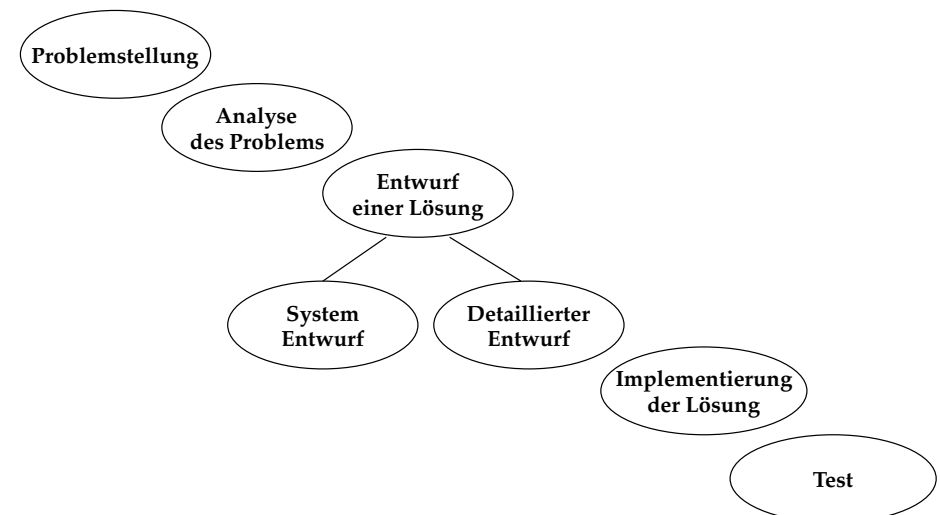 Problemstellung
Analyse
des Problems
Entwurf
einer Lösung
System
Entwurf
Detaillierter
Entwurf
Implementierung
der Lösung
Test